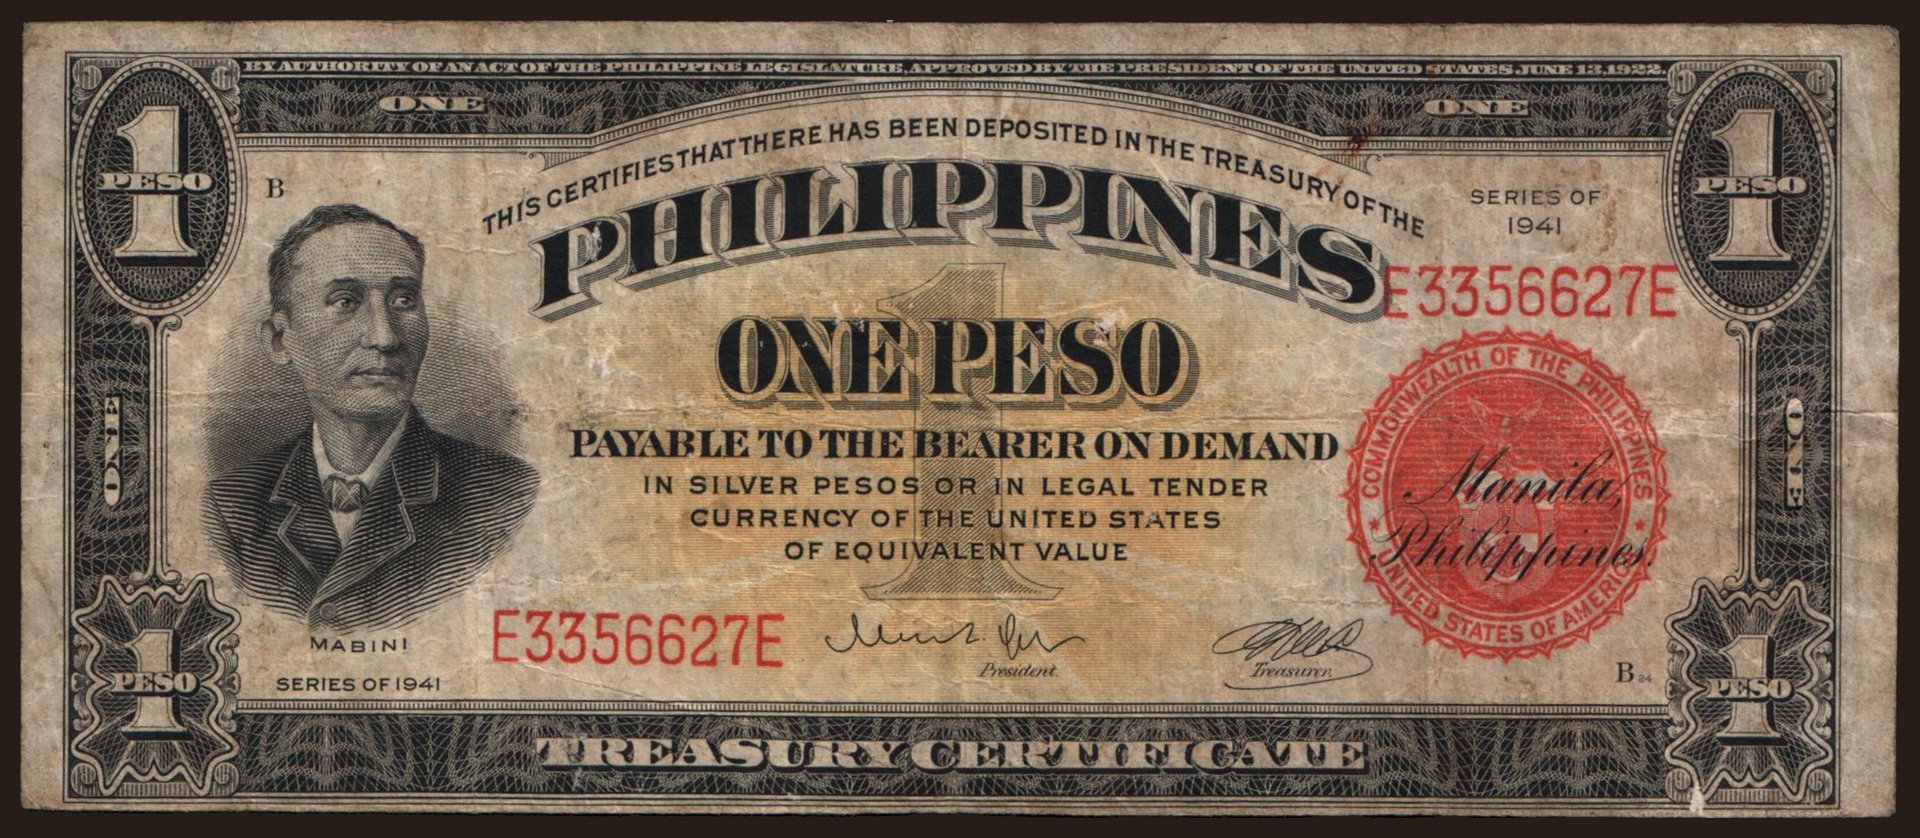 BY AUTHORITY OF AN ACT OF THE PHILIPPINE LEGISLATURE, APPROVED BY THE PRESIDENT OF THE UNITED STATES, JUNE 13, 1922
ONE
ONE
1
PESO
1
PESO
B
THIS CERTIFIES THAT THERE HAS BEEN DEPOSITED IN THE TREASURY OF THE
PHILIPPINES
SERIES OF
1941
E3356627E
1
ONE PESO
PAYABLE TO THE BEARER ON DEMAND
IN SILVER PESOS OR IN LEGAL TENDER
CURRENCY OF THE UNITED STATES
OF EQUIVALENT VALUE
COMMONWEALTH OF THE PHILIPPINES
Manila,
Philippines.
UNITED STATES OF AMERICA
ONE
ONE
MABINI
SERIES OF 1941
E3356627E
President.
Treasurer.
B 24
1
PESO
1
PESO
TREASURY CERTIFICATE